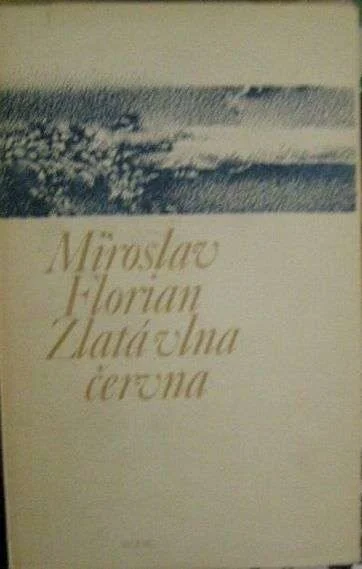 Miroslav
Florian
Zlatá vlna
června